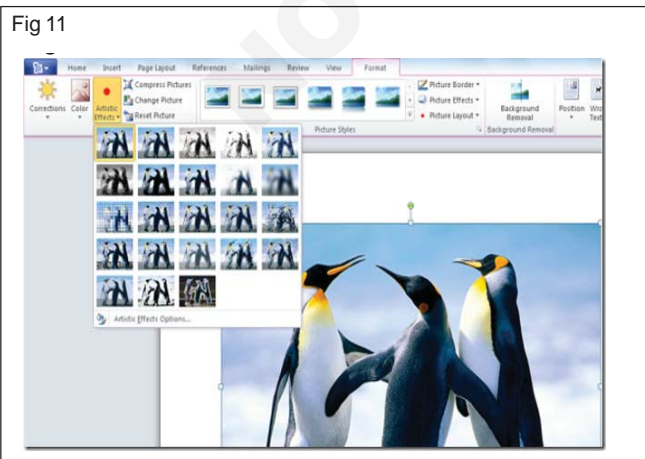 Fig 11
Home Insert Page Layout References Mailings Review View Format
Corrections Color Artistic Effects Compress Pictures Change Picture Reset Picture
Picture Border Picture Effects Picture Layout
Background Removal Position
Picture Styles Background Removal
Artistic Effects Options...